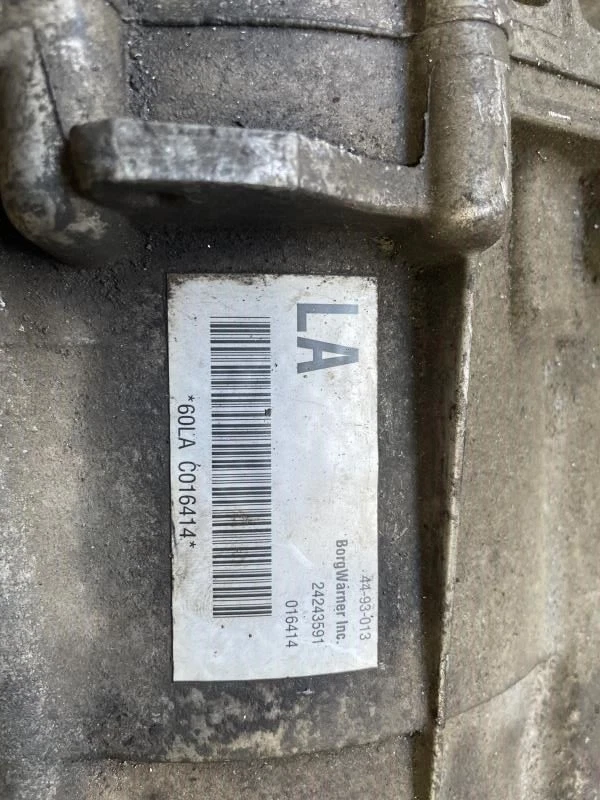 LA
44-93-013
BorgWarner Inc.
24243591
016414
*60LA C016414*